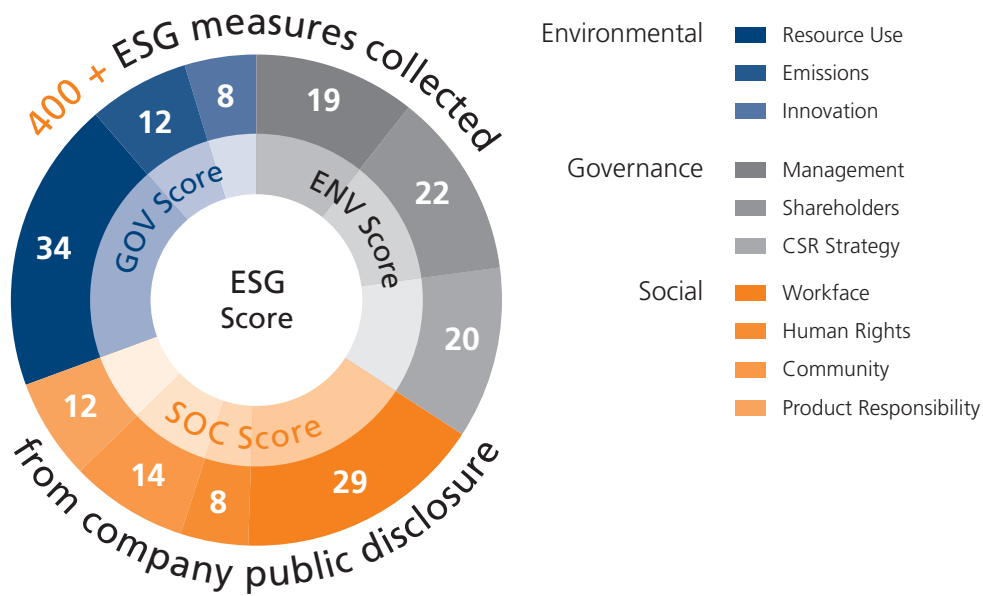 400 + ESG measures collected
from company public disclosure
8
19
12
22
34
20
12
14
8
29
GOV Score
ENV Score
SOC Score
ESG
Score
Environmental
Resource Use
Emissions
Innovation
Governance
Management
Shareholders
CSR Strategy
Social
Workface
Human Rights
Community
Product Responsibility